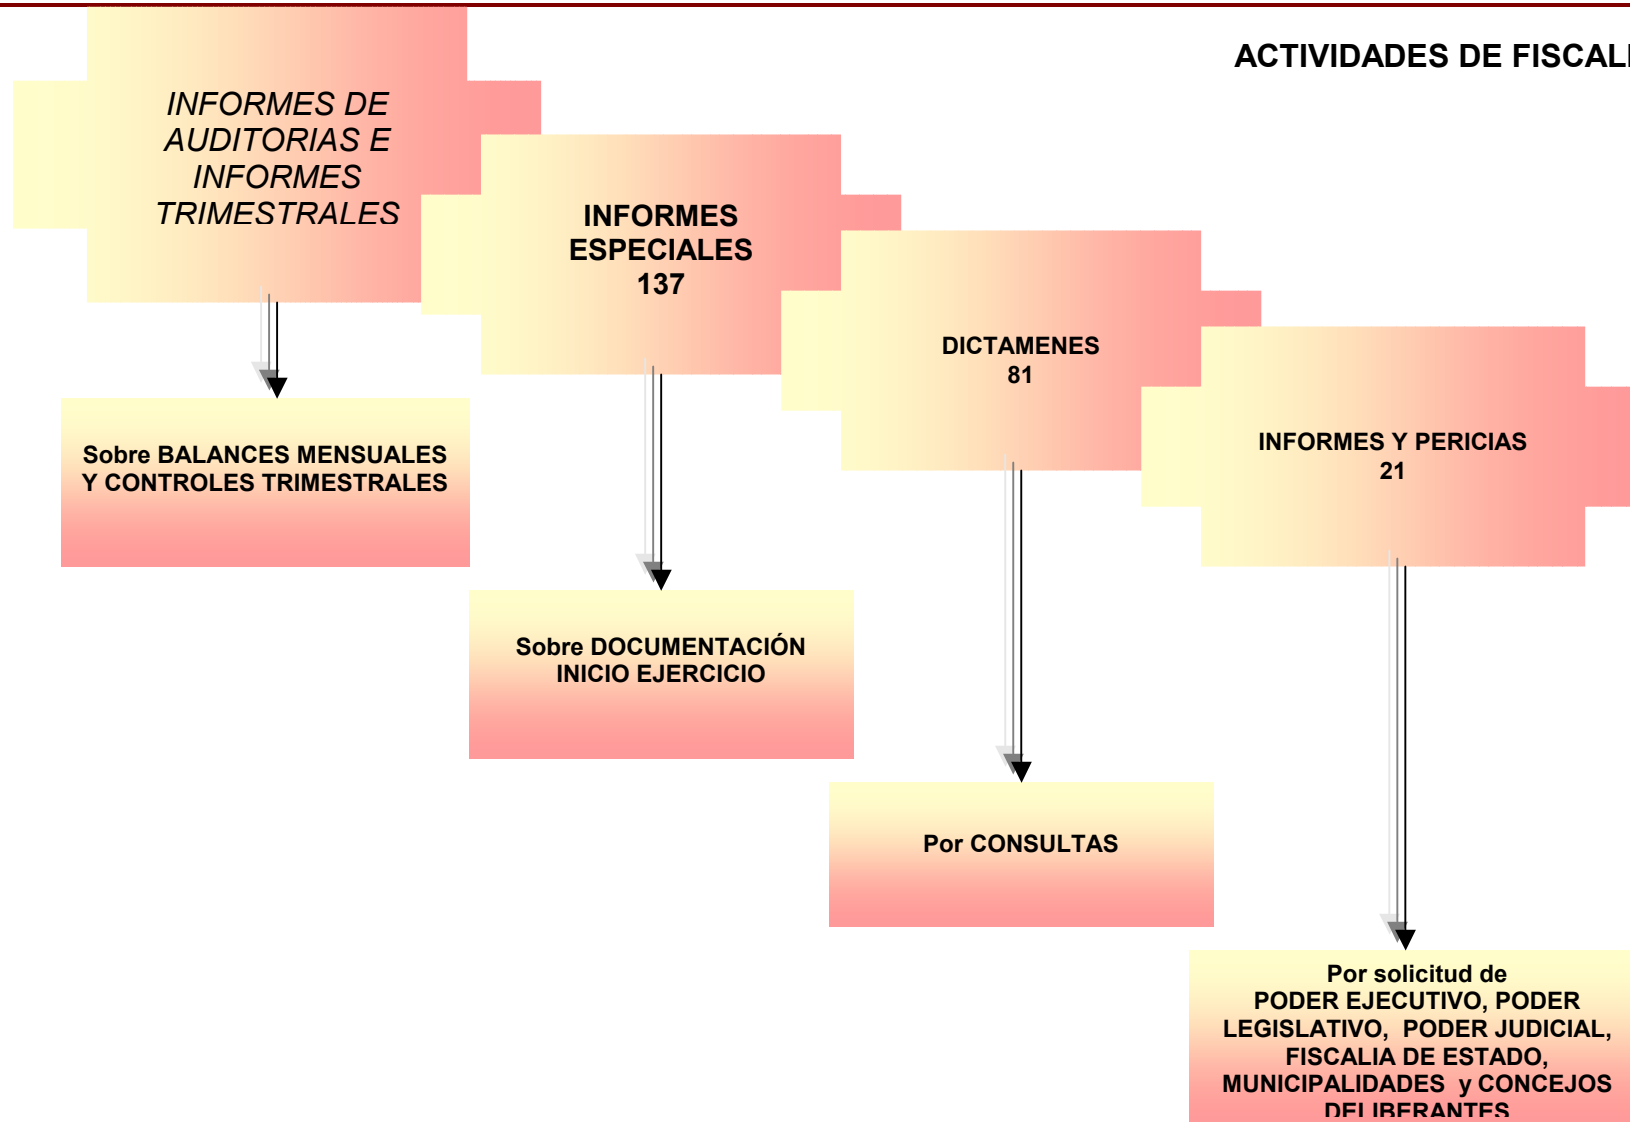 ACTIVIDADES DE FISCALI
INFORMES DE
AUDITORIAS E
INFORMES
TRIMESTRALES
INFORMES
ESPECIALES
137
DICTAMENES
81
INFORMES Y PERICIAS
21
Sobre BALANCES MENSUALES
Y CONTROLES TRIMESTRALES
Sobre DOCUMENTACIÓN
INICIO EJERCICIO
Por CONSULTAS
Por solicitud de
PODER EJECUTIVO, PODER
LEGISLATIVO, PODER JUDICIAL,
FISCALIA DE ESTADO,
MUNICIPALIDADES y CONCEJOS
DELIBERANTES